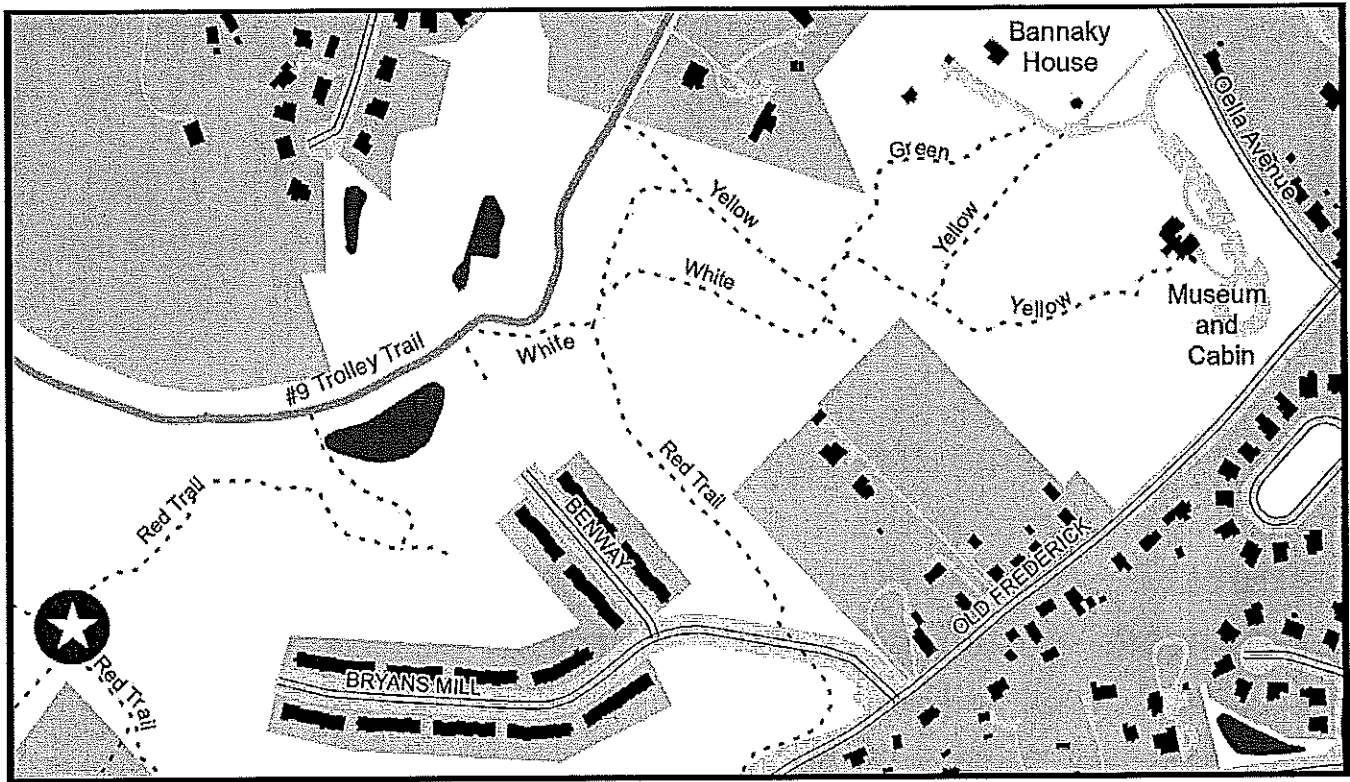 Bannaky
House
Oella Avenue
Green
Yellow
Yellow
White
Yellow
Museum
and
Cabin
White
#9 Trolley Trail
Red Trail
Red Trail
BENWAY
OLD FREDERICK
Red Trail
BRYANS MILL